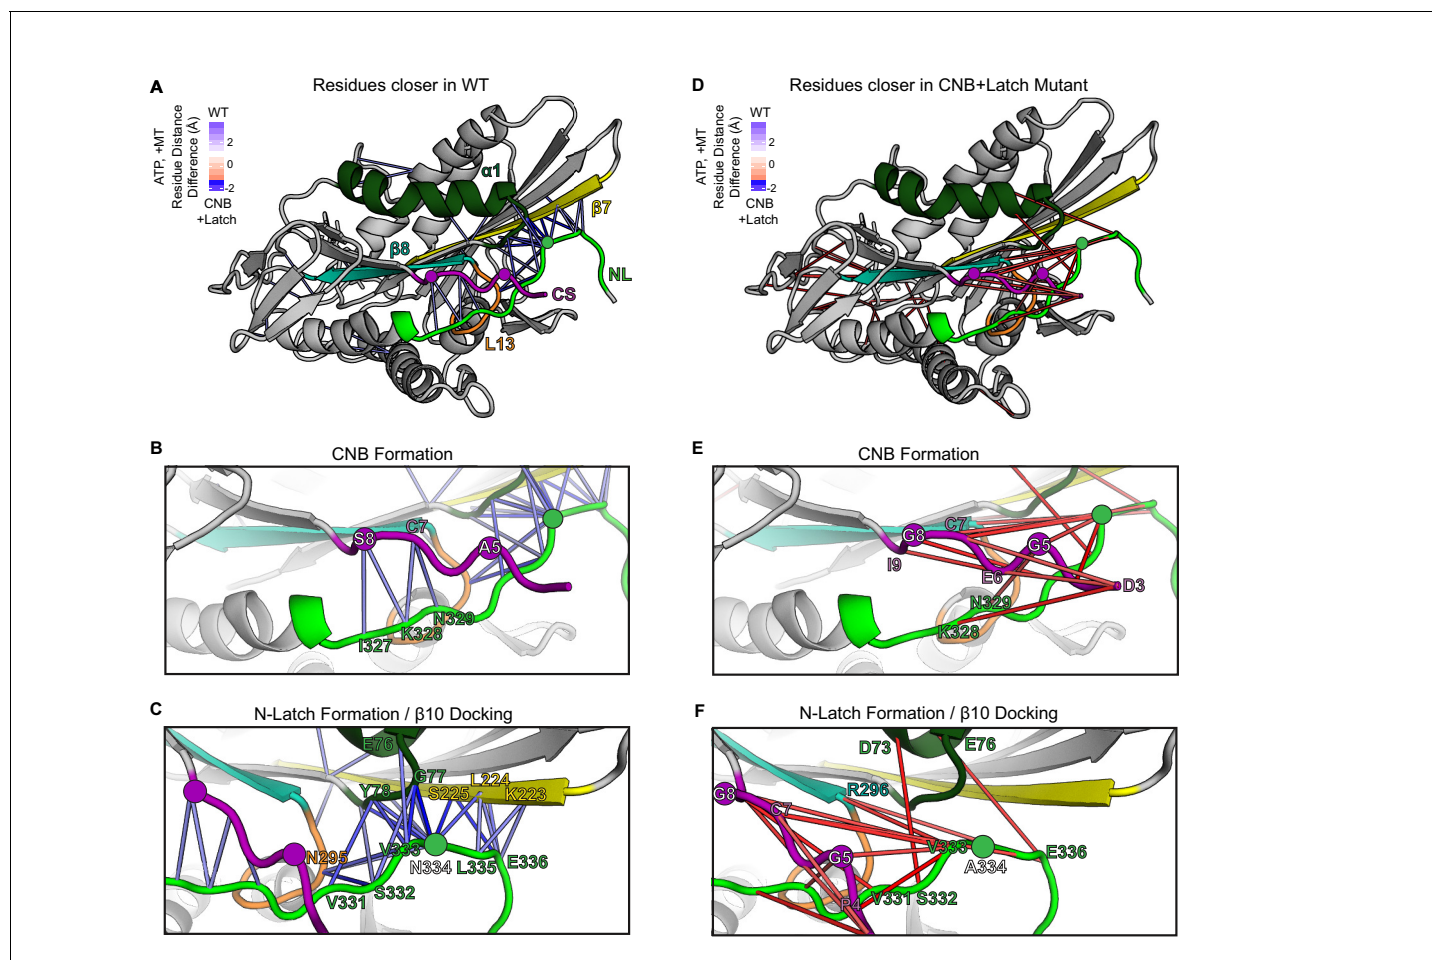 A
Residues closer in WT
ATP, +MT
Residue Distance
Difference (Å)
WT
2
0
-2
CNB
+Latch
α1
β7
β8
NL
CS
L13
D
Residues closer in CNB+Latch Mutant
ATP, +MT
Residue Distance
Difference (Å)
WT
2
0
-2
CNB
+Latch
B
CNB Formation
S8
C7
A5
N329
K328
I327
E
CNB Formation
G8
C7
G5
I9
E6
D3
N329
K328
C
N-Latch Formation / β10 Docking
E76
G77
L224
Y78
S225
K223
N295
V333
N334
L335
E336
S332
V331
F
N-Latch Formation / β10 Docking
D73
E76
R296
G8
C7
V333
G5
A334
E336
P4
V331
S332